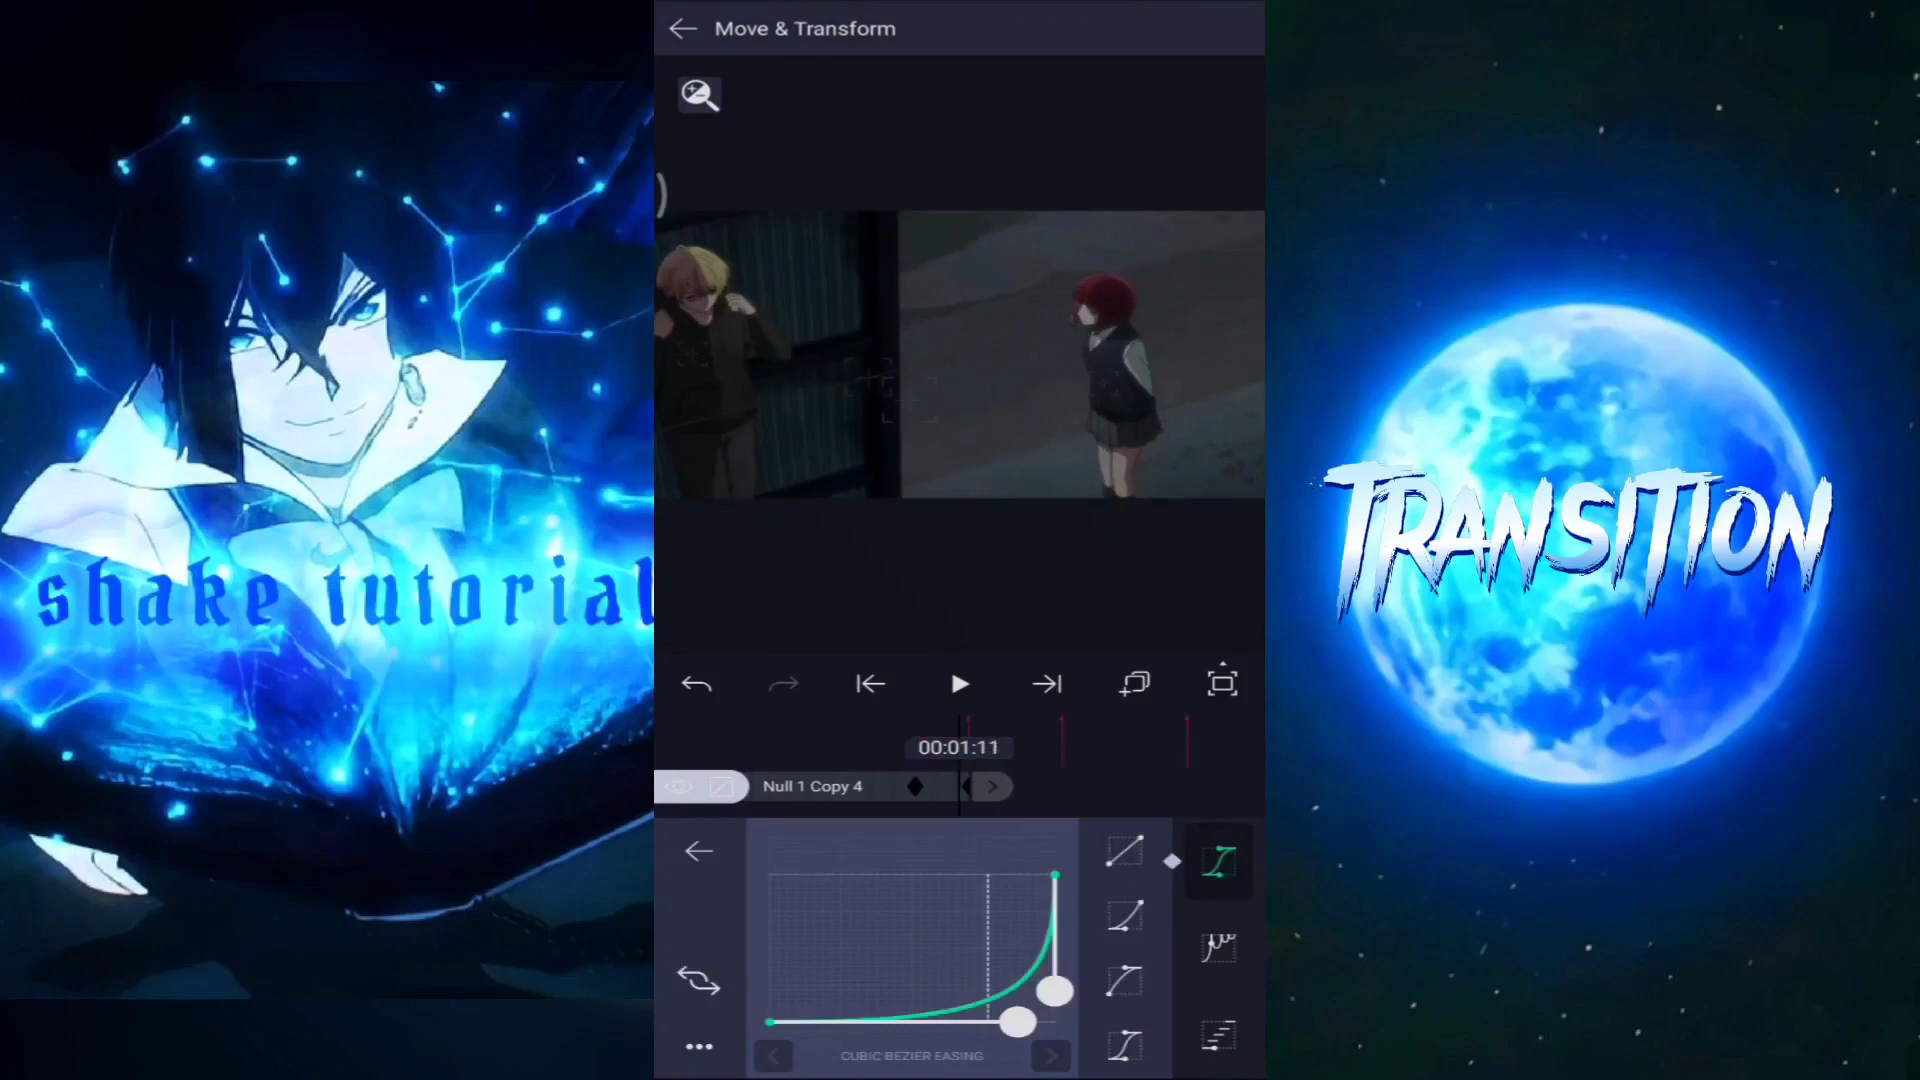 Move & Transform
shake tutorial
TRANSITION
00:01:11
Null 1 Copy 4
CUBIC BEZIER EASING